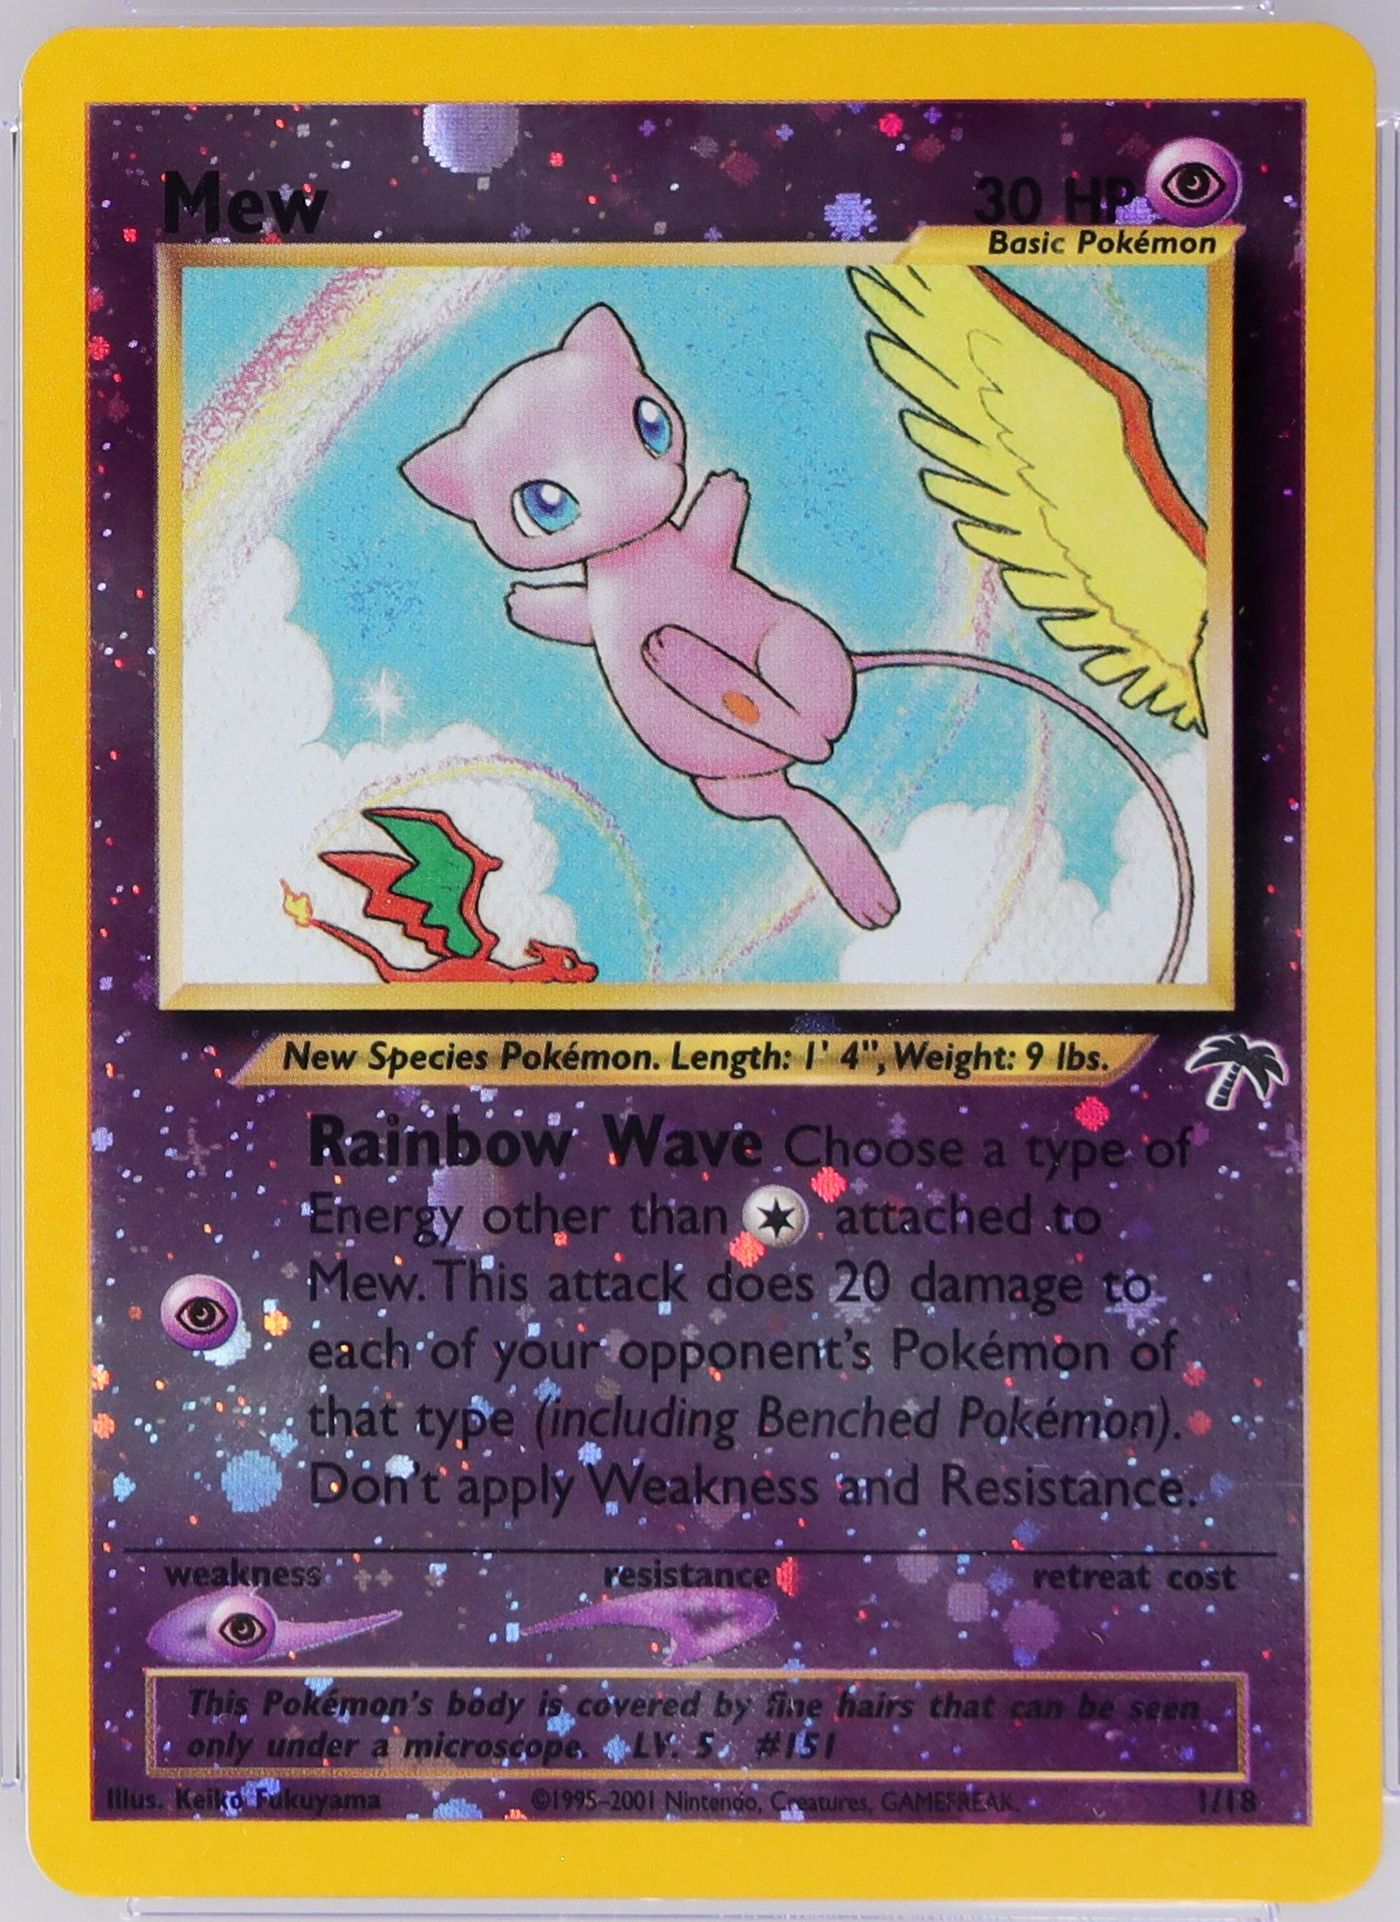 Mew
30 HP
Basic Pokémon
New Species Pokémon. Length: 1' 4", Weight: 9 lbs.
Rainbow Wave Choose a type of
Energy other than attached to
Mew. This attack does 20 damage to
each of your opponent's Pokémon of
that type (including Benched Pokémon).
Don't apply Weakness and Resistance.
weakness resistance retreat cost
This Pokémon's body is covered by fine hairs that can be seen
only under a microscope. LV. 5 #151
Illus. Keiko Fukuyama ©1995-2001 Nintendo, Creatures, GAMEFREAK. 1/18